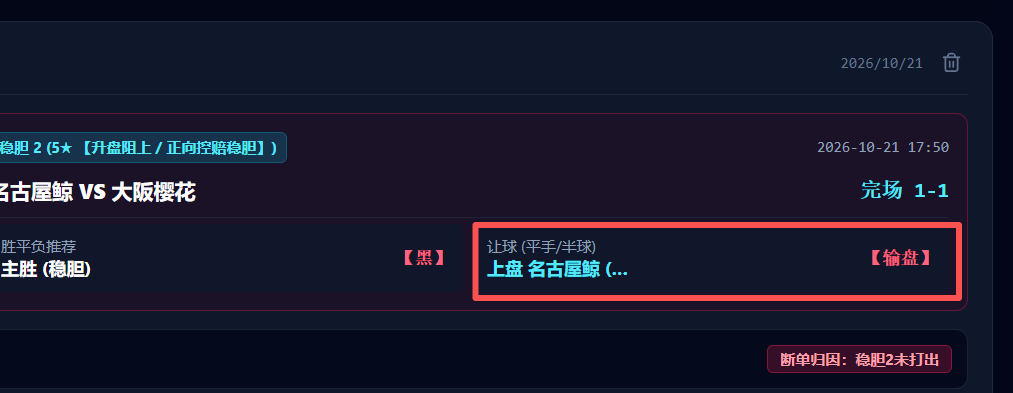 2026/10/21
稳胆 2 (5★ 【升盘阻上 / 正向控赔稳胆】)
2026-10-21 17:50
名古屋鲸 VS 大阪樱花
完场 1-1
胜平负推荐
主胜 (稳胆)
【黑】
让球 (平手/半球)
上盘 名古屋鲸 (...
【输盘】
断单归因：稳胆2未打出